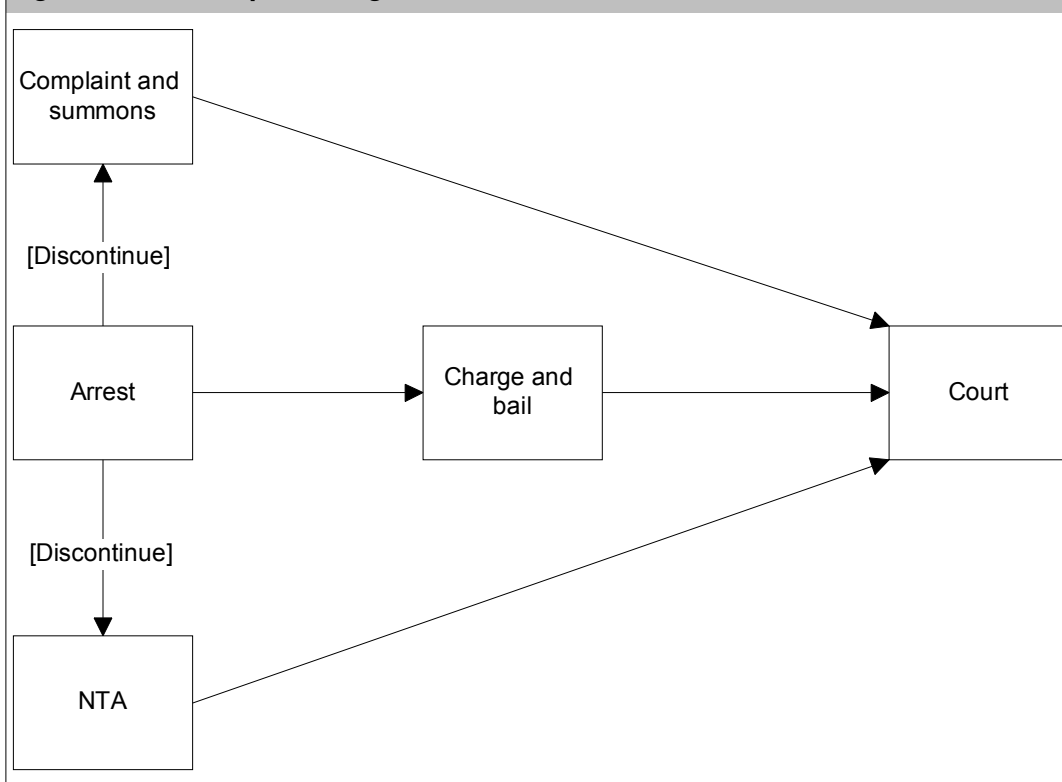 Complaint and
summons
[Discontinue]
Arrest
Charge and
bail
Court
[Discontinue]
NTA